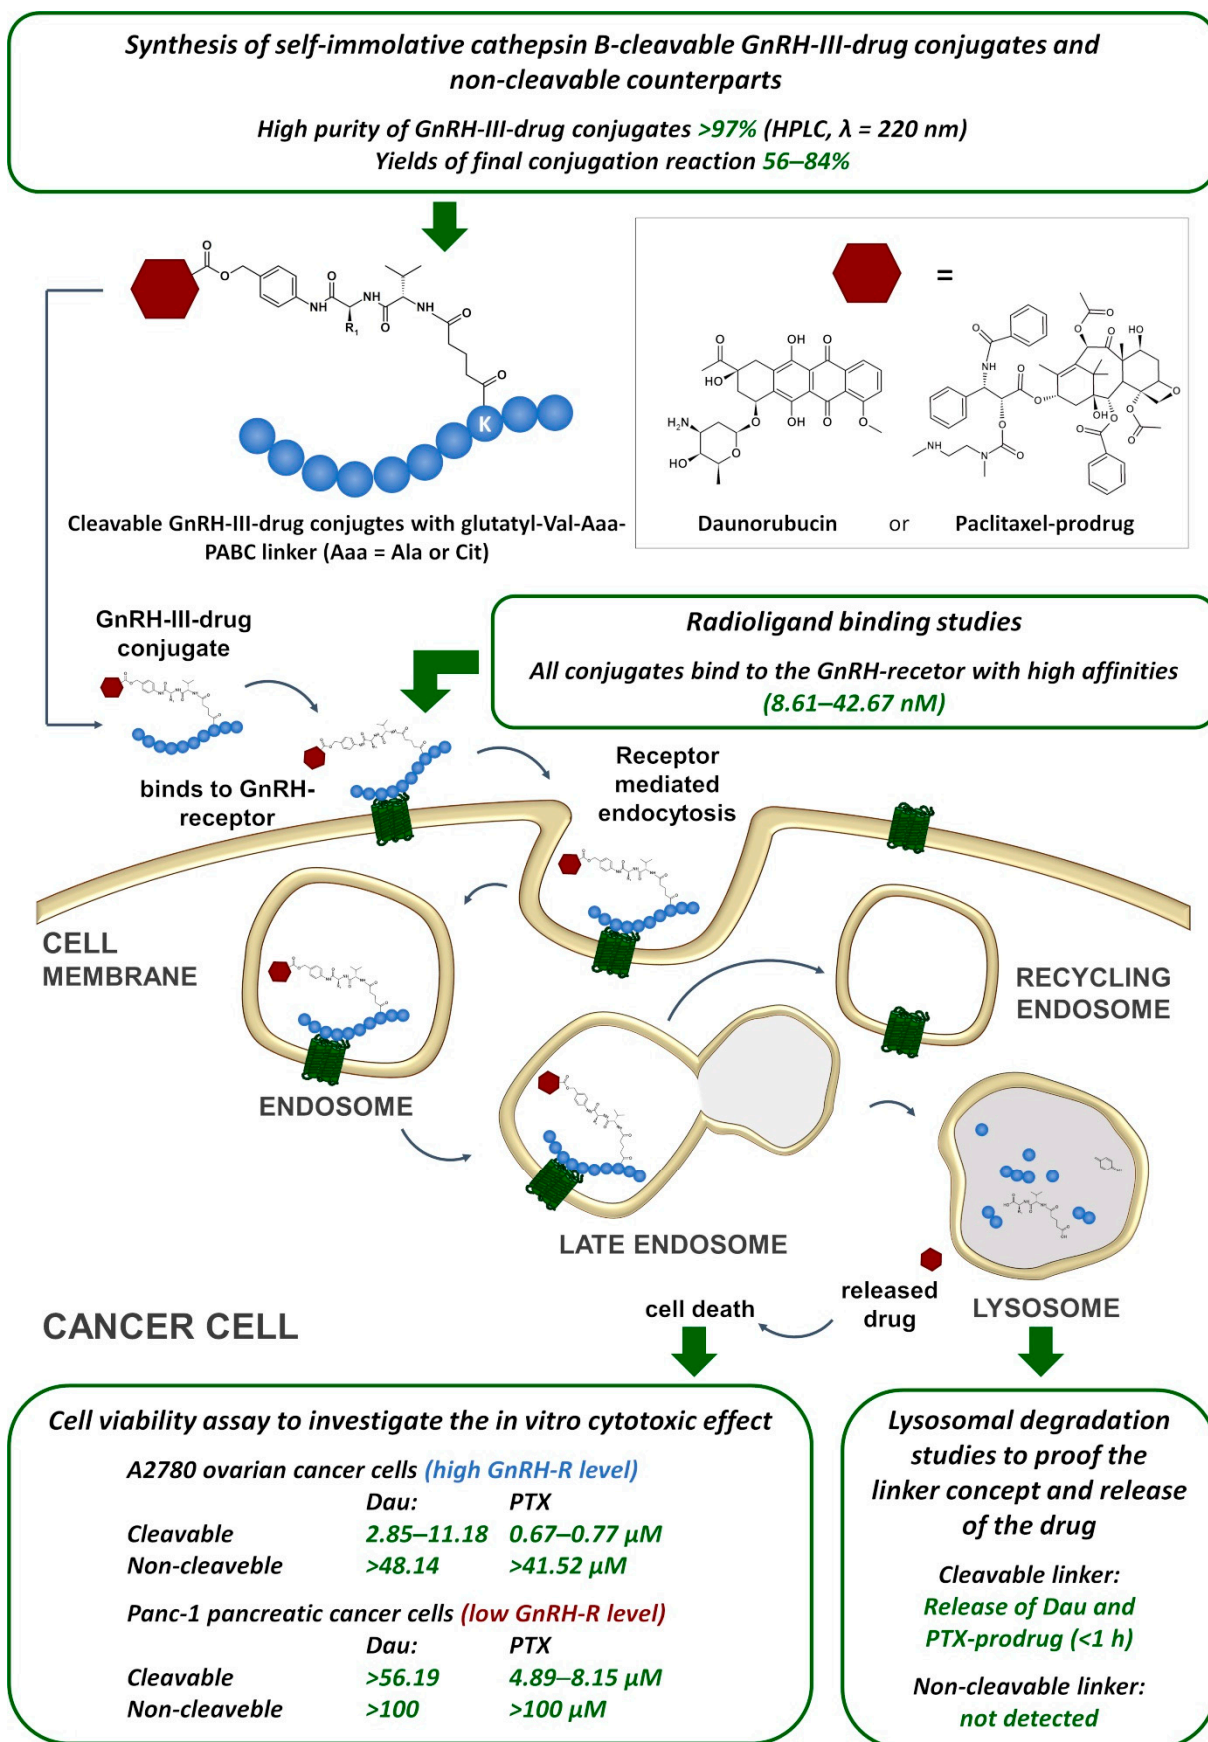 Synthesis of self-immolative cathepsin B-cleavable GnRH-III-drug conjugates and
non-cleavable counterparts
High purity of GnRH-III-drug conjugates >97% (HPLC, λ = 220 nm)
Yields of final conjugation reaction 56–84%
O
O
O
NH
R1
NH
O
O
NH
O
O
K
=
Cleavable GnRH-III-drug conjugtes with glutatyl-Val-Aaa-
PABC linker (Aaa = Ala or Cit)
Daunorubucin or Paclitaxel-prodrug
GnRH-III-drug
conjugate
binds to GnRH-
receptor
Radioligand binding studies
All conjugates bind to the GnRH-recetor with high affinities
(8.61–42.67 nM)
Receptor
mediated
endocytosis
CELL
MEMBRANE
RECYCLING
ENDOSOME
ENDOSOME
LATE ENDOSOME
LYSOSOME
released
drug
cell death
CANCER CELL
Cell viability assay to investigate the in vitro cytotoxic effect
A2780 ovarian cancer cells (high GnRH-R level)
Dau: PTX
Cleavable 2.85–11.18 0.67–0.77 µM
Non-cleaveble >48.14 >41.52 µM
Panc-1 pancreatic cancer cells (low GnRH-R level)
Dau: PTX
Cleavable >56.19 4.89–8.15 µM
Non-cleaveble >100 >100 µM
Lysosomal degradation
studies to proof the
linker concept and release
of the drug
Cleavable linker:
Release of Dau and
PTX-prodrug (<1 h)
Non-cleavable linker:
not detected